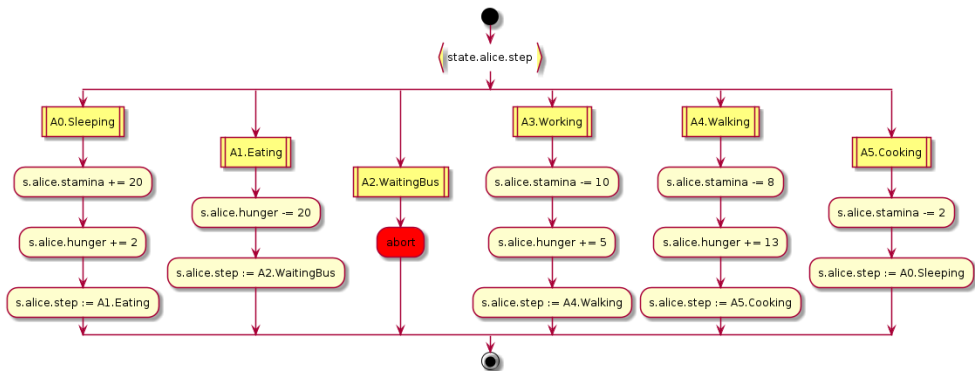 state.alice.step
A0.Sleeping
s.alice.stamina += 20
s.alice.hunger += 2
s.alice.step := A1.Eating
A1.Eating
s.alice.hunger -= 20
s.alice.step := A2.WaitingBus
A2.WaitingBus
abort
A3.Working
s.alice.stamina -= 10
s.alice.hunger += 5
s.alice.step := A4.Walking
A4.Walking
s.alice.stamina -= 8
s.alice.hunger += 13
s.alice.step := A5.Cooking
A5.Cooking
s.alice.stamina -= 2
s.alice.step := A0.Sleeping